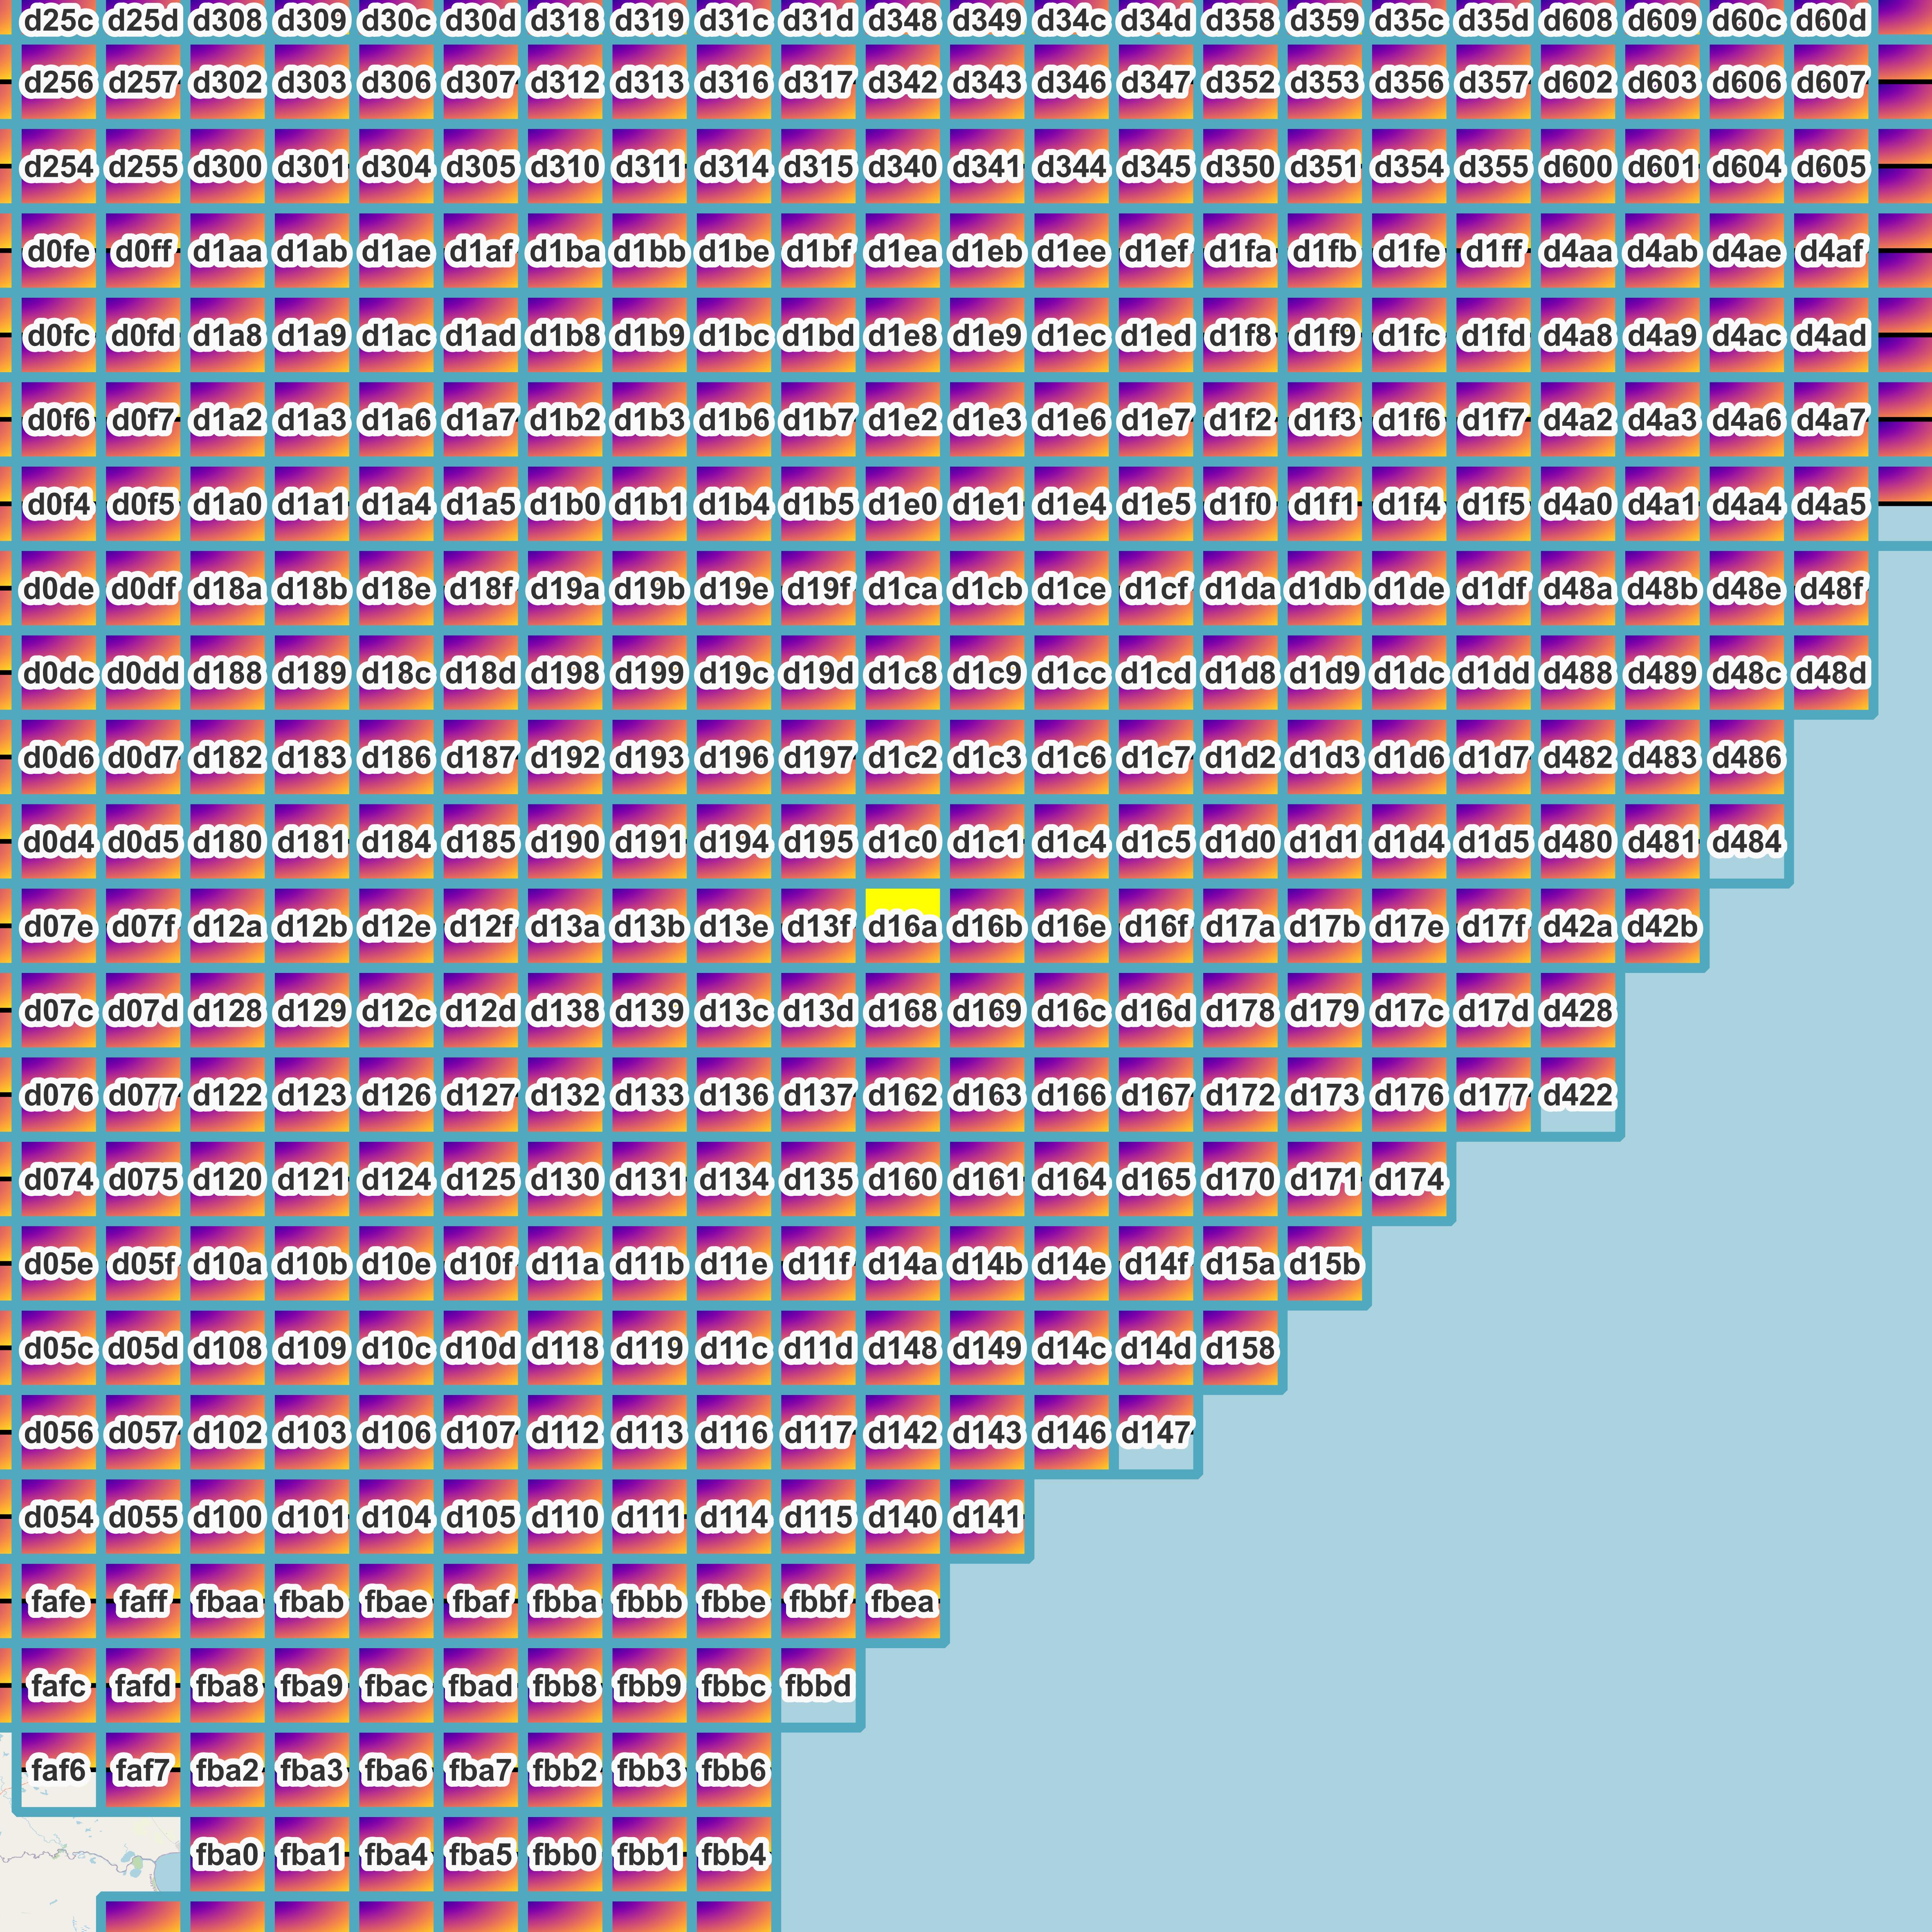 d25c d25d d308 d309 d30c d30d d318 d319 d31c d31d d348 d349 d34c d34d d358 d359 d35c d35d d608 d609 d60c d60d
d256 d257 d302 d303 d306 d307 d312 d313 d316 d317 d342 d343 d346 d347 d352 d353 d356 d357 d602 d603 d606 d607
d254 d255 d300 d301 d304 d305 d310 d311 d314 d315 d340 d341 d344 d345 d350 d351 d354 d355 d600 d601 d604 d605
d0fe d0ff d1aa d1ab d1ae d1af d1ba d1bb d1be d1bf d1ea d1eb d1ee d1ef d1fa d1fb d1fe d1ff d4aa d4ab d4ae d4af
d0fc d0fd d1a8 d1a9 d1ac d1ad d1b8 d1b9 d1bc d1bd d1e8 d1e9 d1ec d1ed d1f8 d1f9 d1fc d1fd d4a8 d4a9 d4ac d4ad
d0f6 d0f7 d1a2 d1a3 d1a6 d1a7 d1b2 d1b3 d1b6 d1b7 d1e2 d1e3 d1e6 d1e7 d1f2 d1f3 d1f6 d1f7 d4a2 d4a3 d4a6 d4a7
d0f4 d0f5 d1a0 d1a1 d1a4 d1a5 d1b0 d1b1 d1b4 d1b5 d1e0 d1e1 d1e4 d1e5 d1f0 d1f1 d1f4 d1f5 d4a0 d4a1 d4a4 d4a5
d0de d0df d18a d18b d18e d18f d19a d19b d19e d19f d1ca d1cb d1ce d1cf d1da d1db d1de d1df d48a d48b d48e d48f
d0dc d0dd d188 d189 d18c d18d d198 d199 d19c d19d d1c8 d1c9 d1cc d1cd d1d8 d1d9 d1dc d1dd d488 d489 d48c d48d
d0d6 d0d7 d182 d183 d186 d187 d192 d193 d196 d197 d1c2 d1c3 d1c6 d1c7 d1d2 d1d3 d1d6 d1d7 d482 d483 d486
d0d4 d0d5 d180 d181 d184 d185 d190 d191 d194 d195 d1c0 d1c1 d1c4 d1c5 d1d0 d1d1 d1d4 d1d5 d480 d481 d484
d07e d07f d12a d12b d12e d12f d13a d13b d13e d13f d16a d16b d16e d16f d17a d17b d17e d17f d42a d42b
d07c d07d d128 d129 d12c d12d d138 d139 d13c d13d d168 d169 d16c d16d d178 d179 d17c d17d d428
d076 d077 d122 d123 d126 d127 d132 d133 d136 d137 d162 d163 d166 d167 d172 d173 d176 d177 d422
d074 d075 d120 d121 d124 d125 d130 d131 d134 d135 d160 d161 d164 d165 d170 d171 d174
d05e d05f d10a d10b d10e d10f d11a d11b d11e d11f d14a d14b d14e d14f d15a d15b
d05c d05d d108 d109 d10c d10d d118 d119 d11c d11d d148 d149 d14c d14d d158
d056 d057 d102 d103 d106 d107 d112 d113 d116 d117 d142 d143 d146 d147
d054 d055 d100 d101 d104 d105 d110 d111 d114 d115 d140 d141
fafe faff fbaa fbab fbae fbaf fbba fbbb fbbe fbbf fbea
fafc fafd fba8 fba9 fbac fbad fbb8 fbb9 fbbc fbbd
faf6 faf7 fba2 fba3 fba6 fba7 fbb2 fbb3 fbb6
fba0 fba1 fba4 fba5 fbb0 fbb1 fbb4